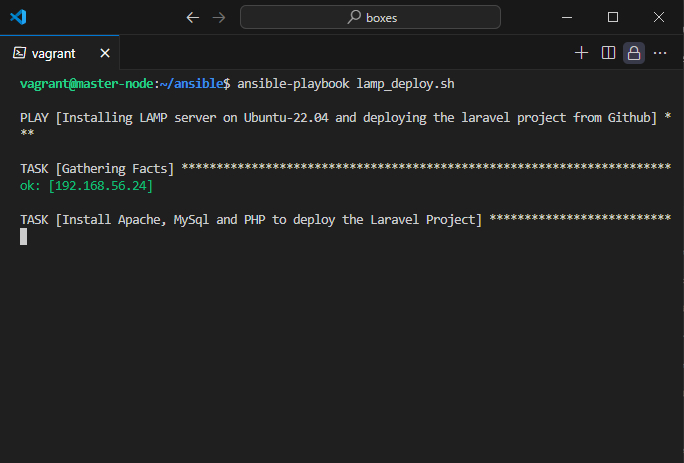 boxes
vagrant
vagrant@master-node:~/ansible$ ansible-playbook lamp_deploy.sh
PLAY [Installing LAMP server on Ubuntu-22.04 and deploying the laravel project from Github] *
**
TASK [Gathering Facts] **********************************************************************
ok: [192.168.56.24]
TASK [Install Apache, MySql and PHP to deploy the Laravel Project] **************************